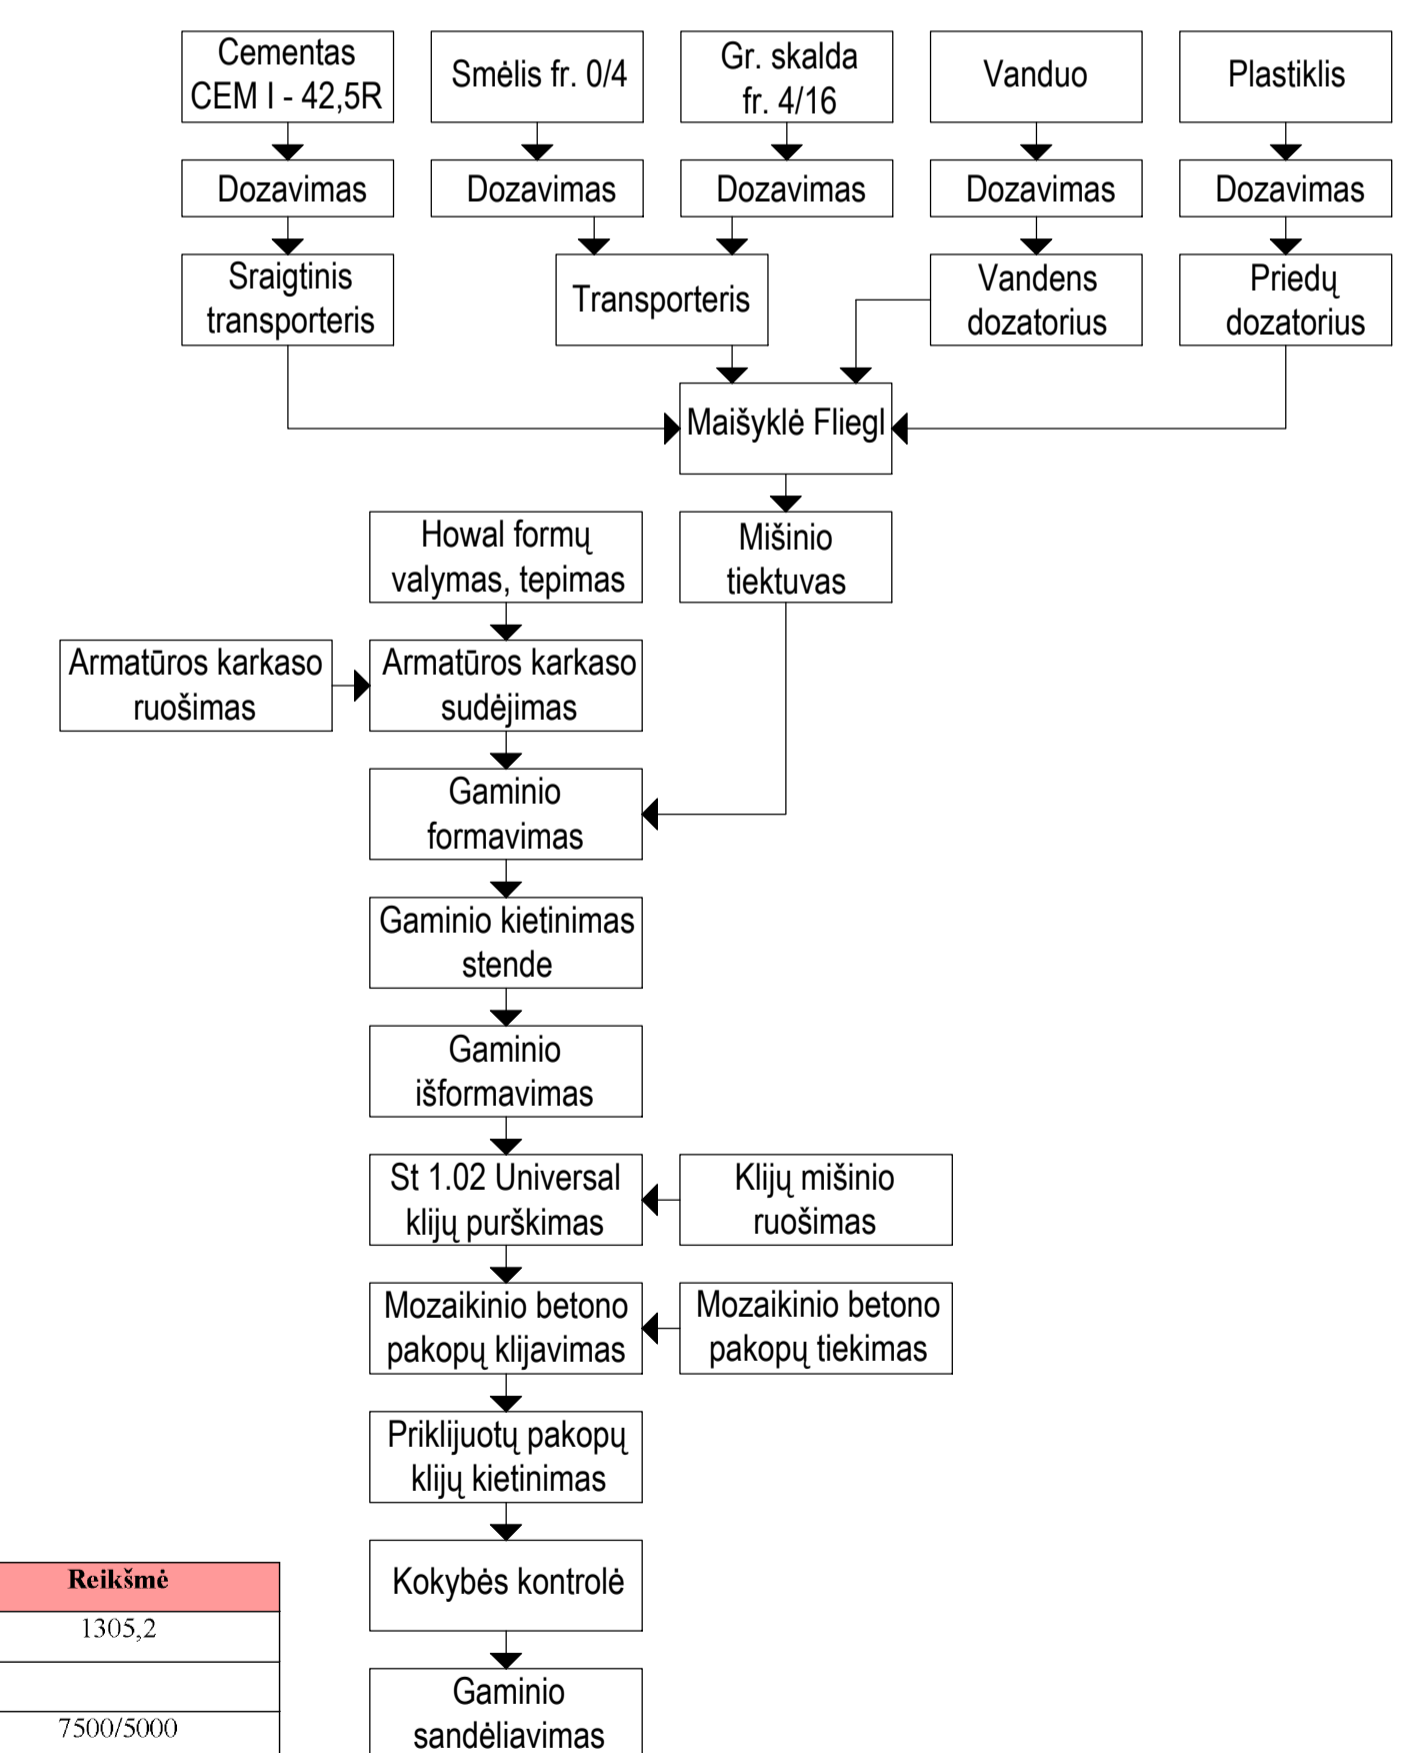 Cementas
CEM I - 42,5R
Smėlis fr. 0/4
Gr. skalda
fr. 4/16
Vanduo
Plastiklis
Dozavimas
Dozavimas
Dozavimas
Dozavimas
Dozavimas
Sraigtinis
transporteris
Transporteris
Vandens
dozatorius
Priedų
dozatorius
Maišyklė Fliegl
Howal formų
valymas, tepimas
Mišinio
tiektuvas
Armatūros karkaso
ruošimas
Armatūros karkaso
sudėjimas
Gaminio
formavimas
Gaminio kietinimas
stende
Gaminio
išformavimas
St 1.02 Universal
klijų purškimas
Klijų mišinio
ruošimas
Mozaikinio betono
pakopų klijavimas
Mozaikinio betono
pakopų tiekimas
Priklijuotų pakopų
klijų kietinimas
Kokybės kontrolė
Gaminio
sandėliavimas
Reikšmė
1305,2
7500/5000